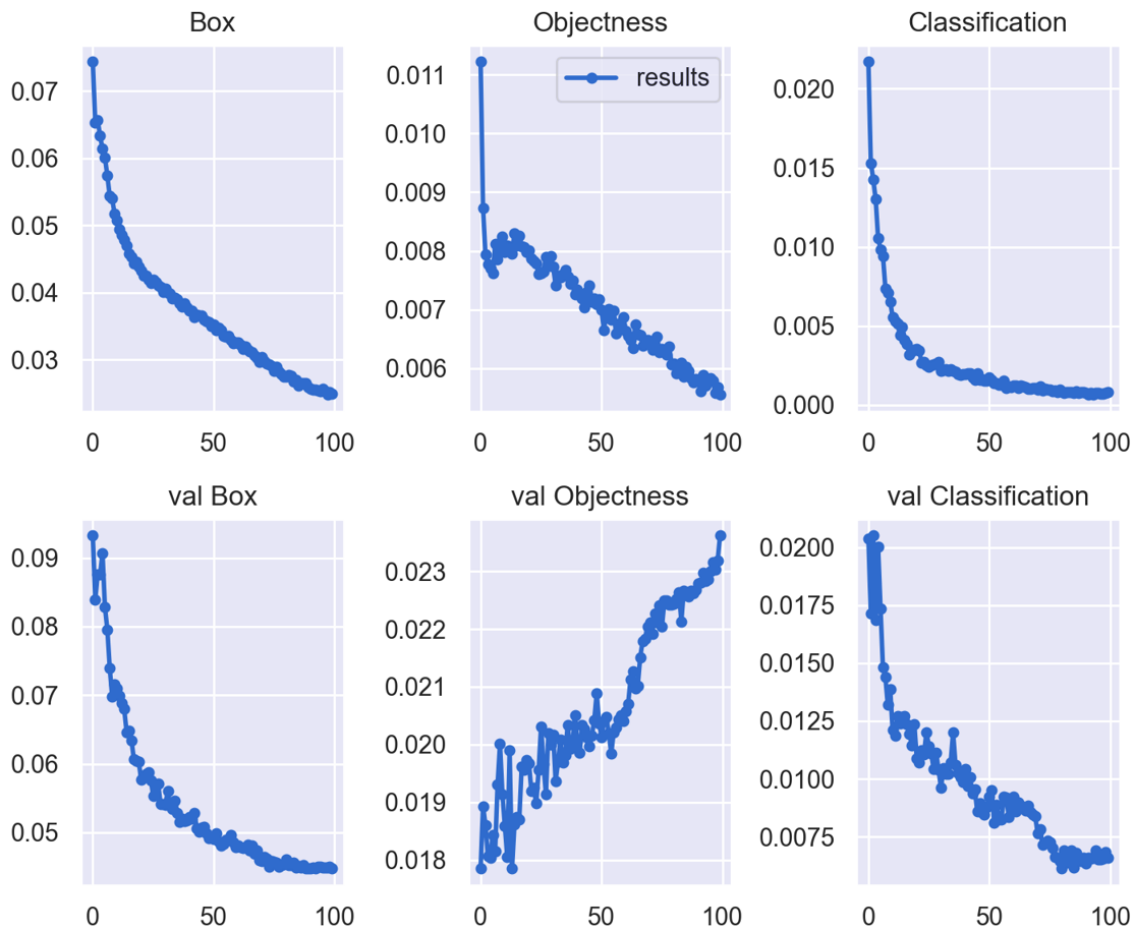 Box
0.07
0.06
0.05
0.04
0.03
0 50 100
Objectness
results
0.011
0.010
0.009
0.008
0.007
0.006
0 50 100
Classification
0.020
0.015
0.010
0.005
0.000
0 50 100
val Box
0.09
0.08
0.07
0.06
0.05
0 50 100
val Objectness
0.023
0.022
0.021
0.020
0.019
0.018
0 50 100
val Classification
0.0200
0.0175
0.0150
0.0125
0.0100
0.0075
0 50 100